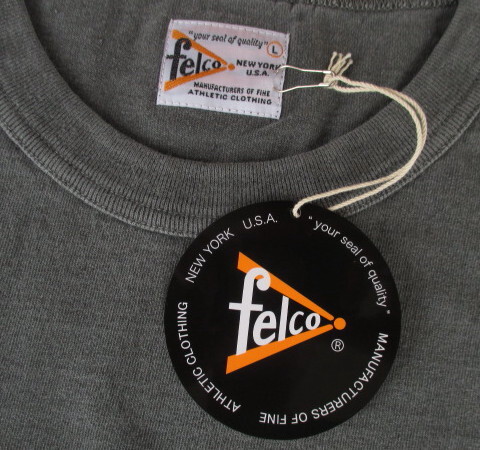 "your seal of quality" L
felco NEW YORK
U.S.A.
MANUFACTURERS OF FINE
ATHLETIC CLOTHING
NEW YORK U.S.A. "your seal of quality"
felco ®
MANUFACTURERS OF FINE ATHLETIC CLOTHING